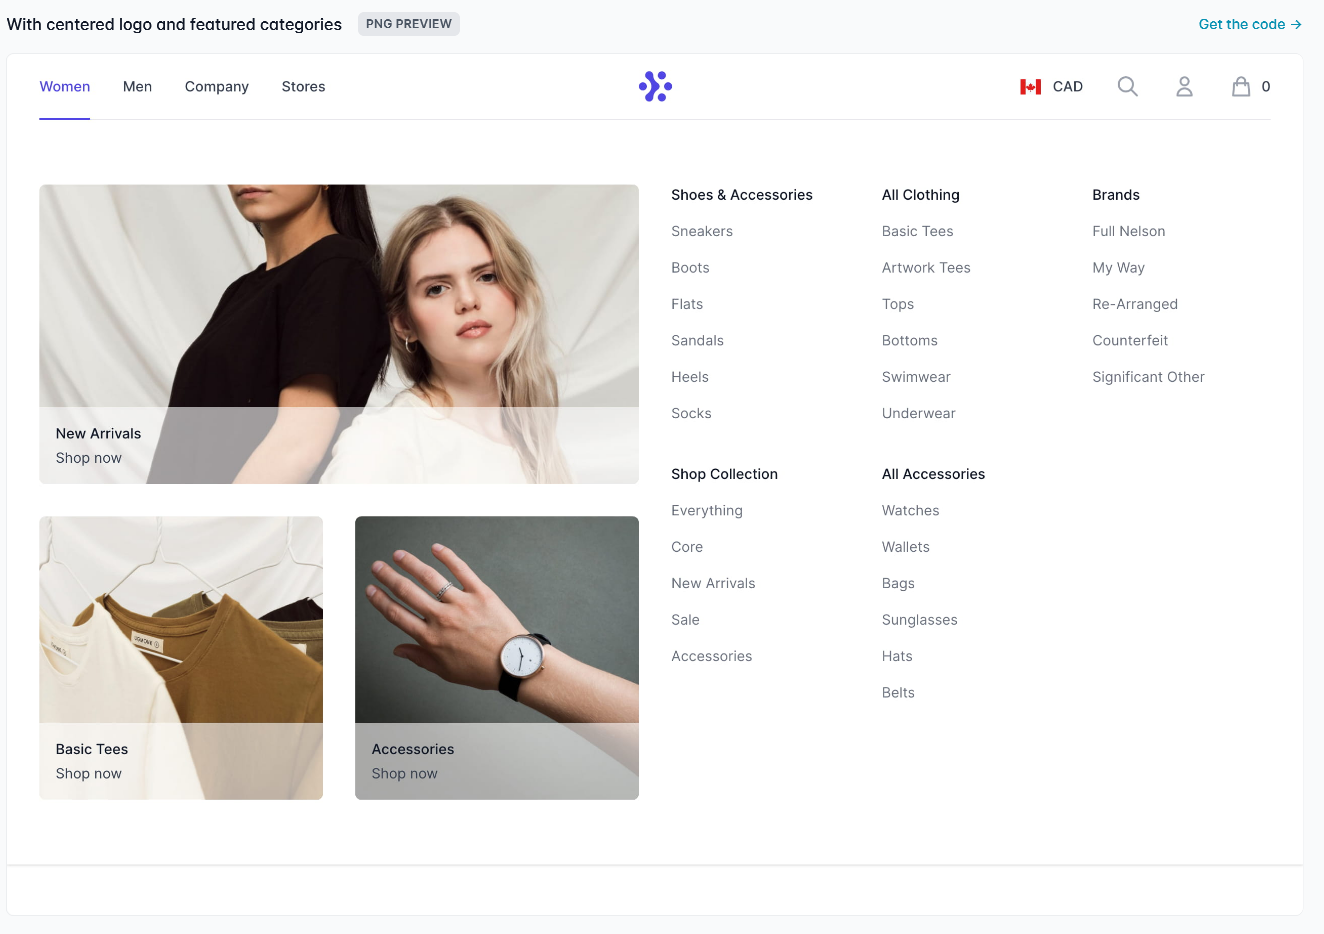 With centered logo and featured categories PNG PREVIEW Get the code →
Women Men Company Stores CAD 0
New Arrivals
Shop now
Basic Tees
Shop now
Accessories
Shop now
Shoes & Accessories
Sneakers
Boots
Flats
Sandals
Heels
Socks
All Clothing
Basic Tees
Artwork Tees
Tops
Bottoms
Swimwear
Underwear
Brands
Full Nelson
My Way
Re-Arranged
Counterfeit
Significant Other
Shop Collection
Everything
Core
New Arrivals
Sale
Accessories
All Accessories
Watches
Wallets
Bags
Sunglasses
Hats
Belts